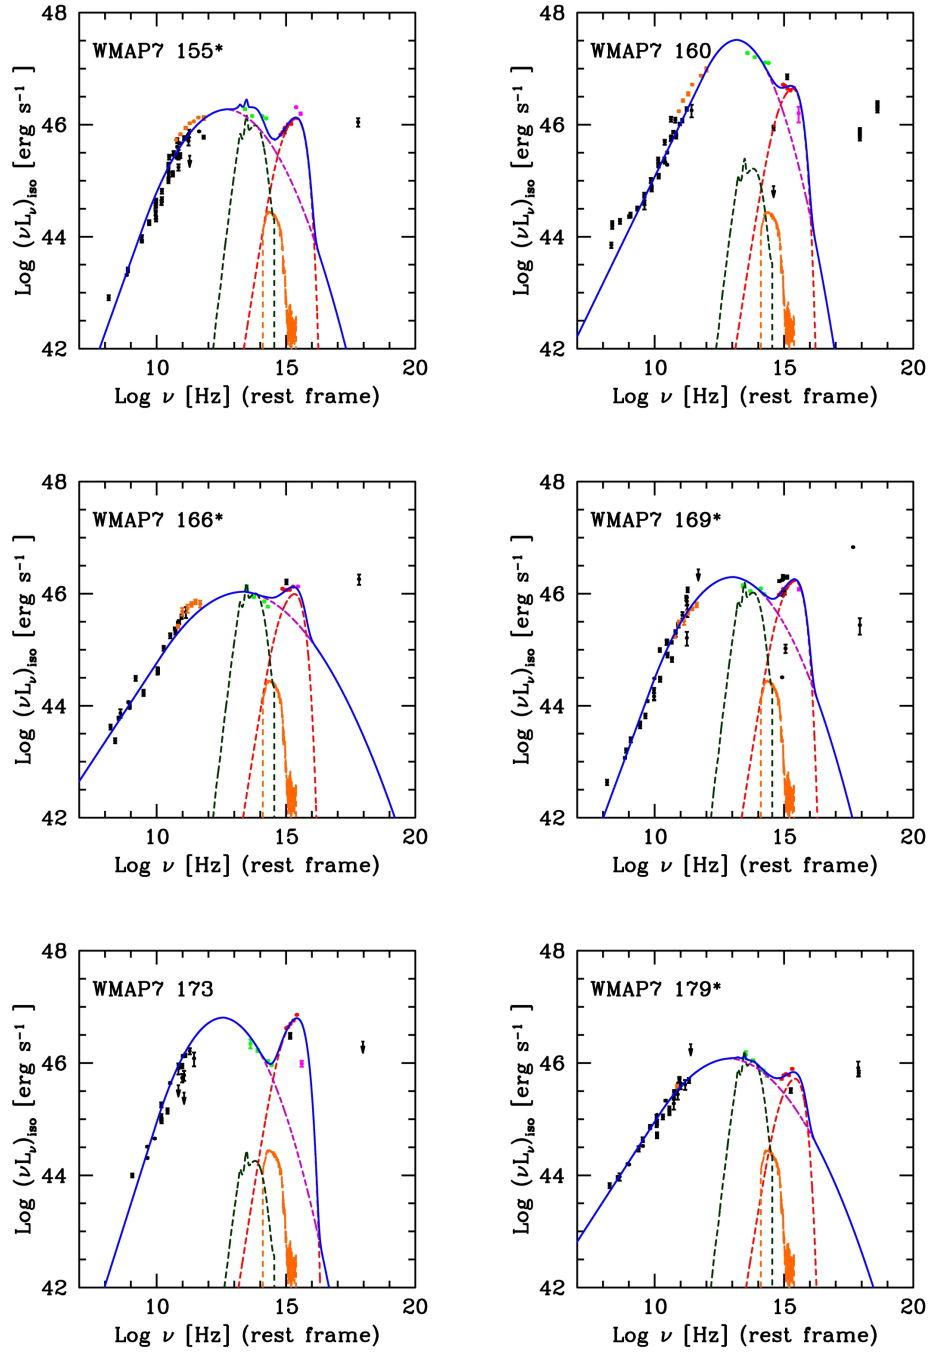 48
46
44
42
Log (νLν)iso [erg s−1]
WMAP7 155*
10
15
20
Log ν [Hz] (rest frame)
48
46
44
42
Log (νLν)iso [erg s−1]
WMAP7 160
10
15
20
Log ν [Hz] (rest frame)
48
46
44
42
Log (νLν)iso [erg s−1]
WMAP7 166*
10
15
20
Log ν [Hz] (rest frame)
48
46
44
42
Log (νLν)iso [erg s−1]
WMAP7 169*
10
15
20
Log ν [Hz] (rest frame)
48
46
44
42
Log (νLν)iso [erg s−1]
WMAP7 173
10
15
20
Log ν [Hz] (rest frame)
48
46
44
42
Log (νLν)iso [erg s−1]
WMAP7 179*
10
15
20
Log ν [Hz] (rest frame)